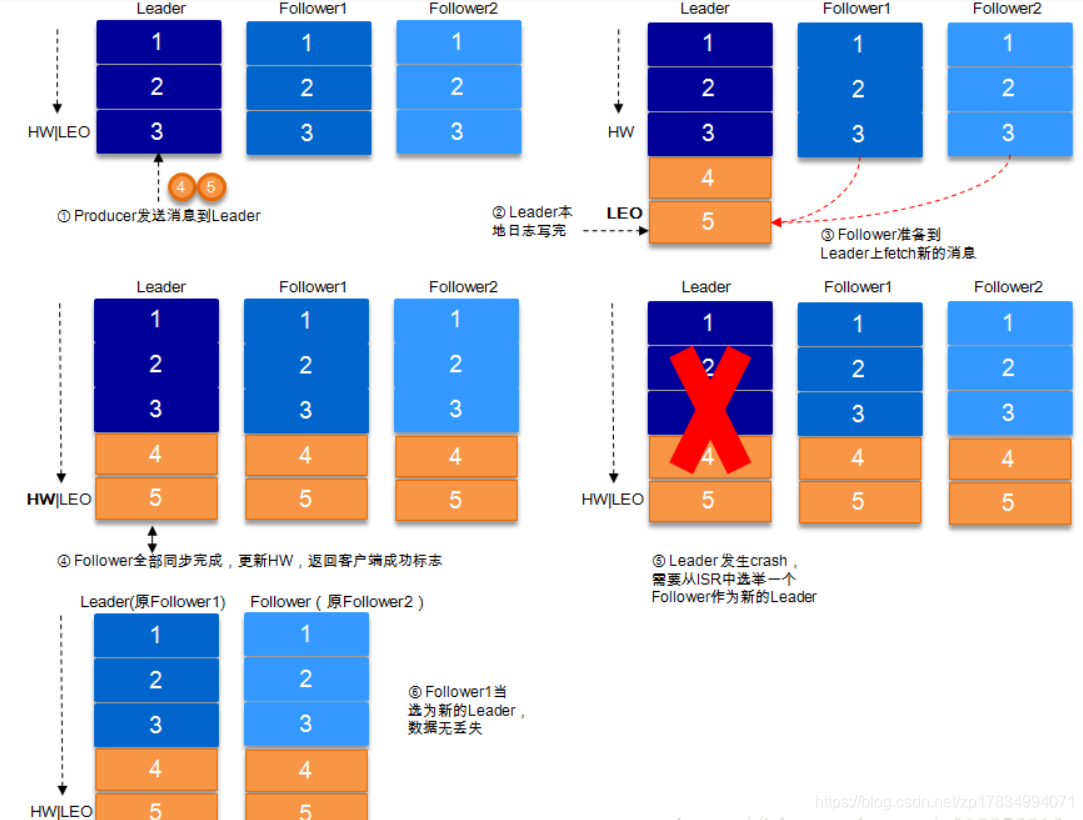 Leader Follower1 Follower2
1 1 1
2 2 2
HW|LEO 3 3 3
4 5
① Producer发送消息到Leader
Leader Follower1 Follower2
1 1 1
2 2 2
HW 3 3 3
4
② Leader本
地日志写完
LEO 5
③ Follower准备到
Leader上fetch新的消息
Leader Follower1 Follower2
1 1 1
2 2 2
3 3 3
4 4 4
HW|LEO 5 5 5
④ Follower全部同步完成，更新HW，返回客户端成功标志
Leader Follower1 Follower2
1 1 1
2 2 2
3 3
4 4 4
HW|LEO 5 5 5
⑤ Leader 发生crash，
需要从ISR中选举一个
Follower作为新的Leader
Leader(原Follower1) Follower（原Follower2）
1 1
2 2
3 3
4 4
HW|LEO 5 5
⑥ Follower1当
选为新的Leader，
数据无丢失
https://blog.csdn.net/zp17834994071